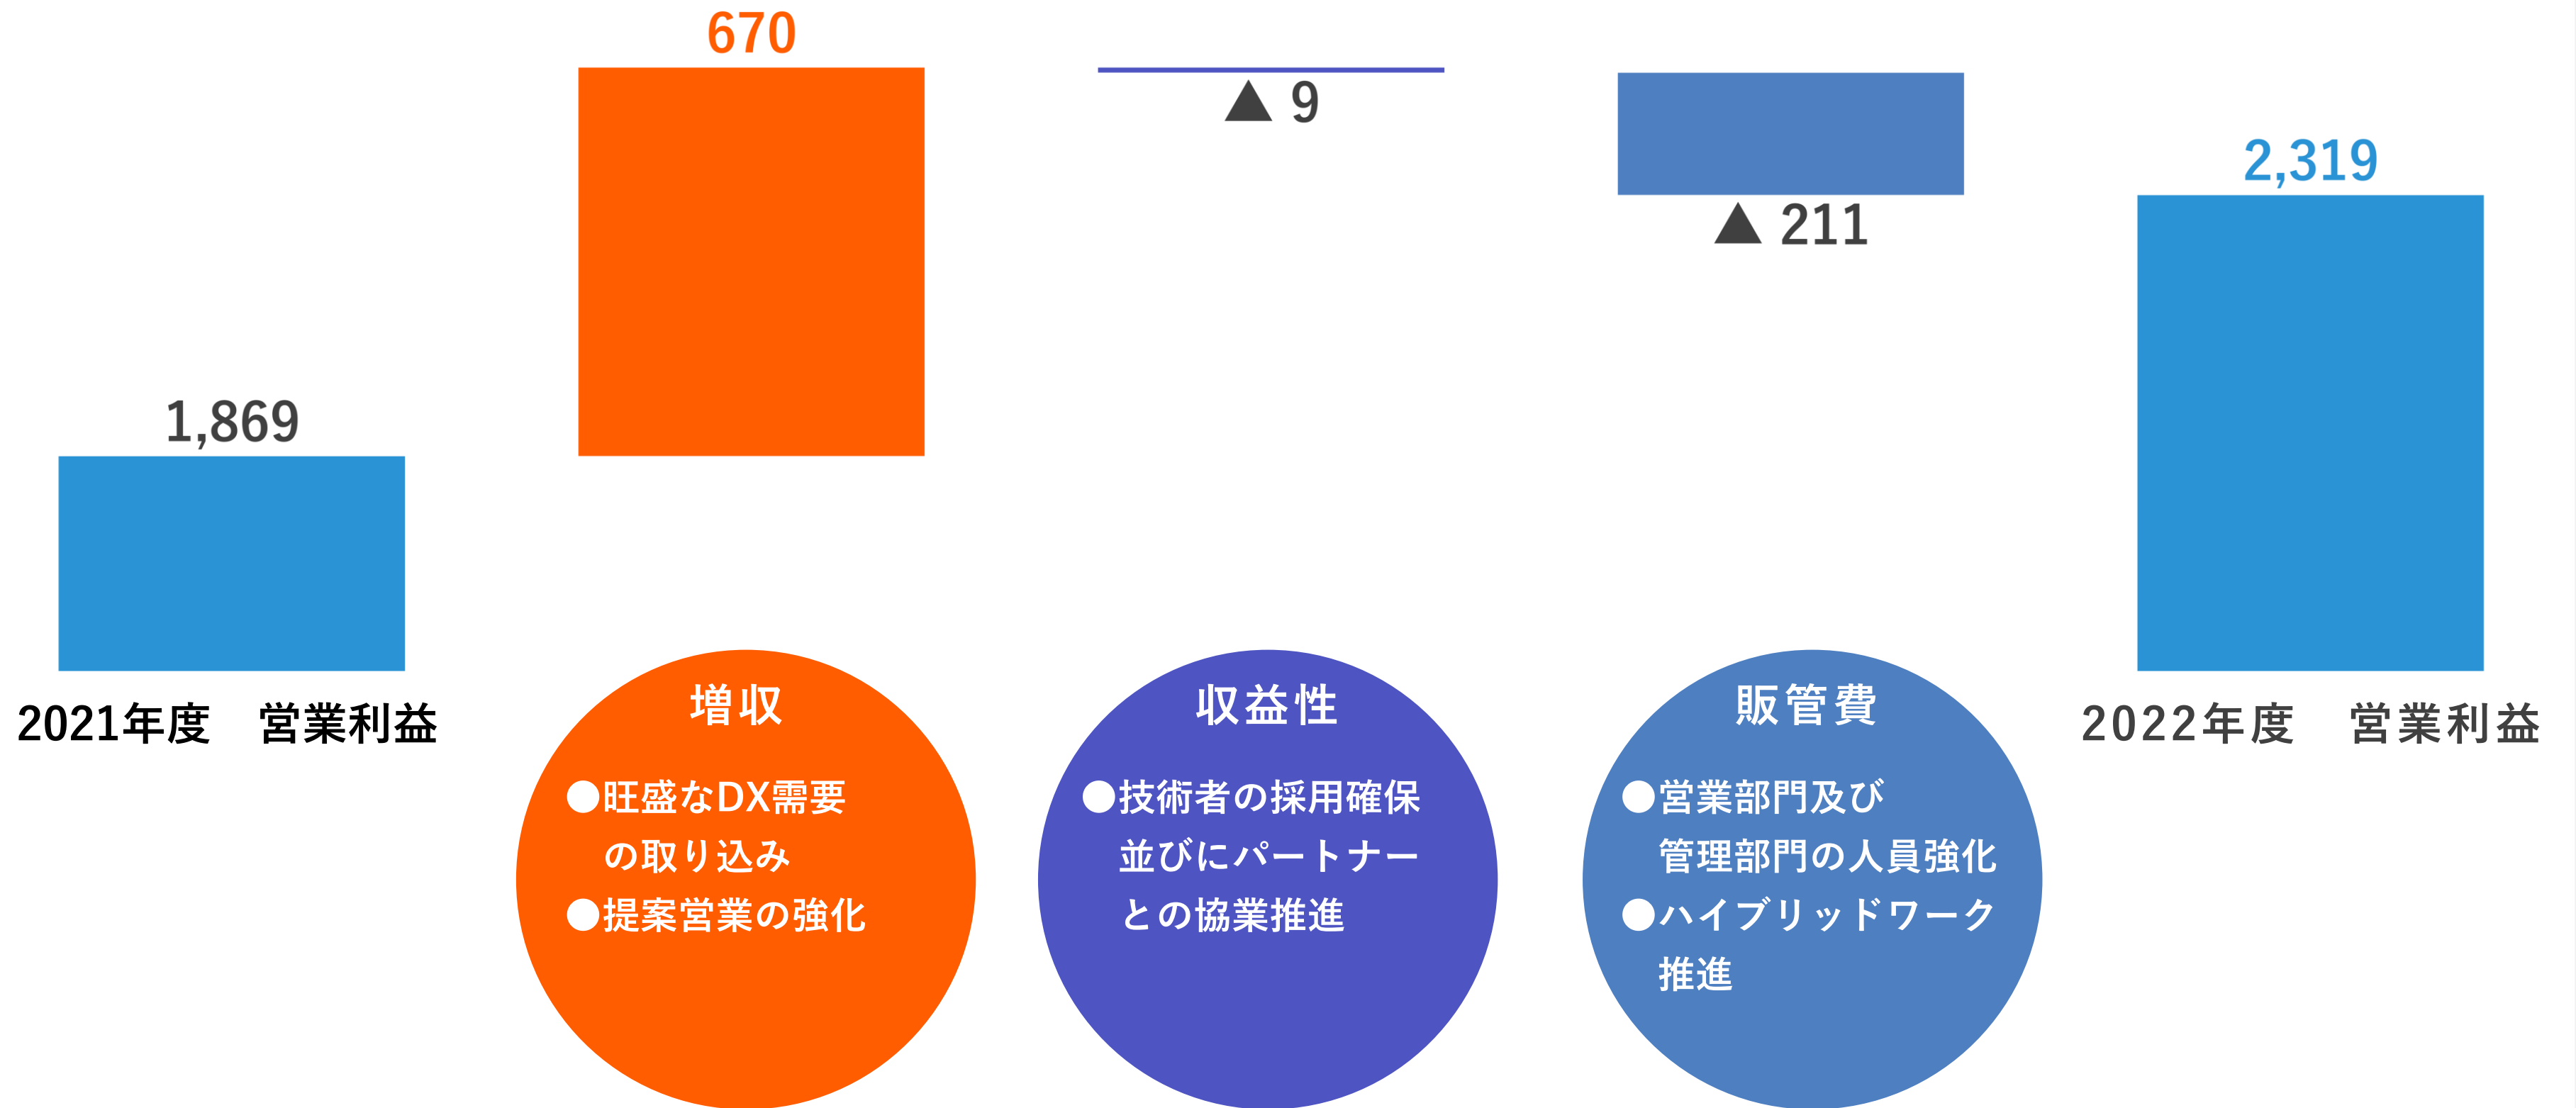 670
▲ 9
▲ 211
2,319
1,869
2021年度　営業利益
2022年度　営業利益
増収
●旺盛なDX需要
の取り込み
●提案営業の強化
収益性
●技術者の採用確保
並びにパートナー
との協業推進
販管費
●営業部門及び
管理部門の人員強化
●ハイブリッドワーク
推進